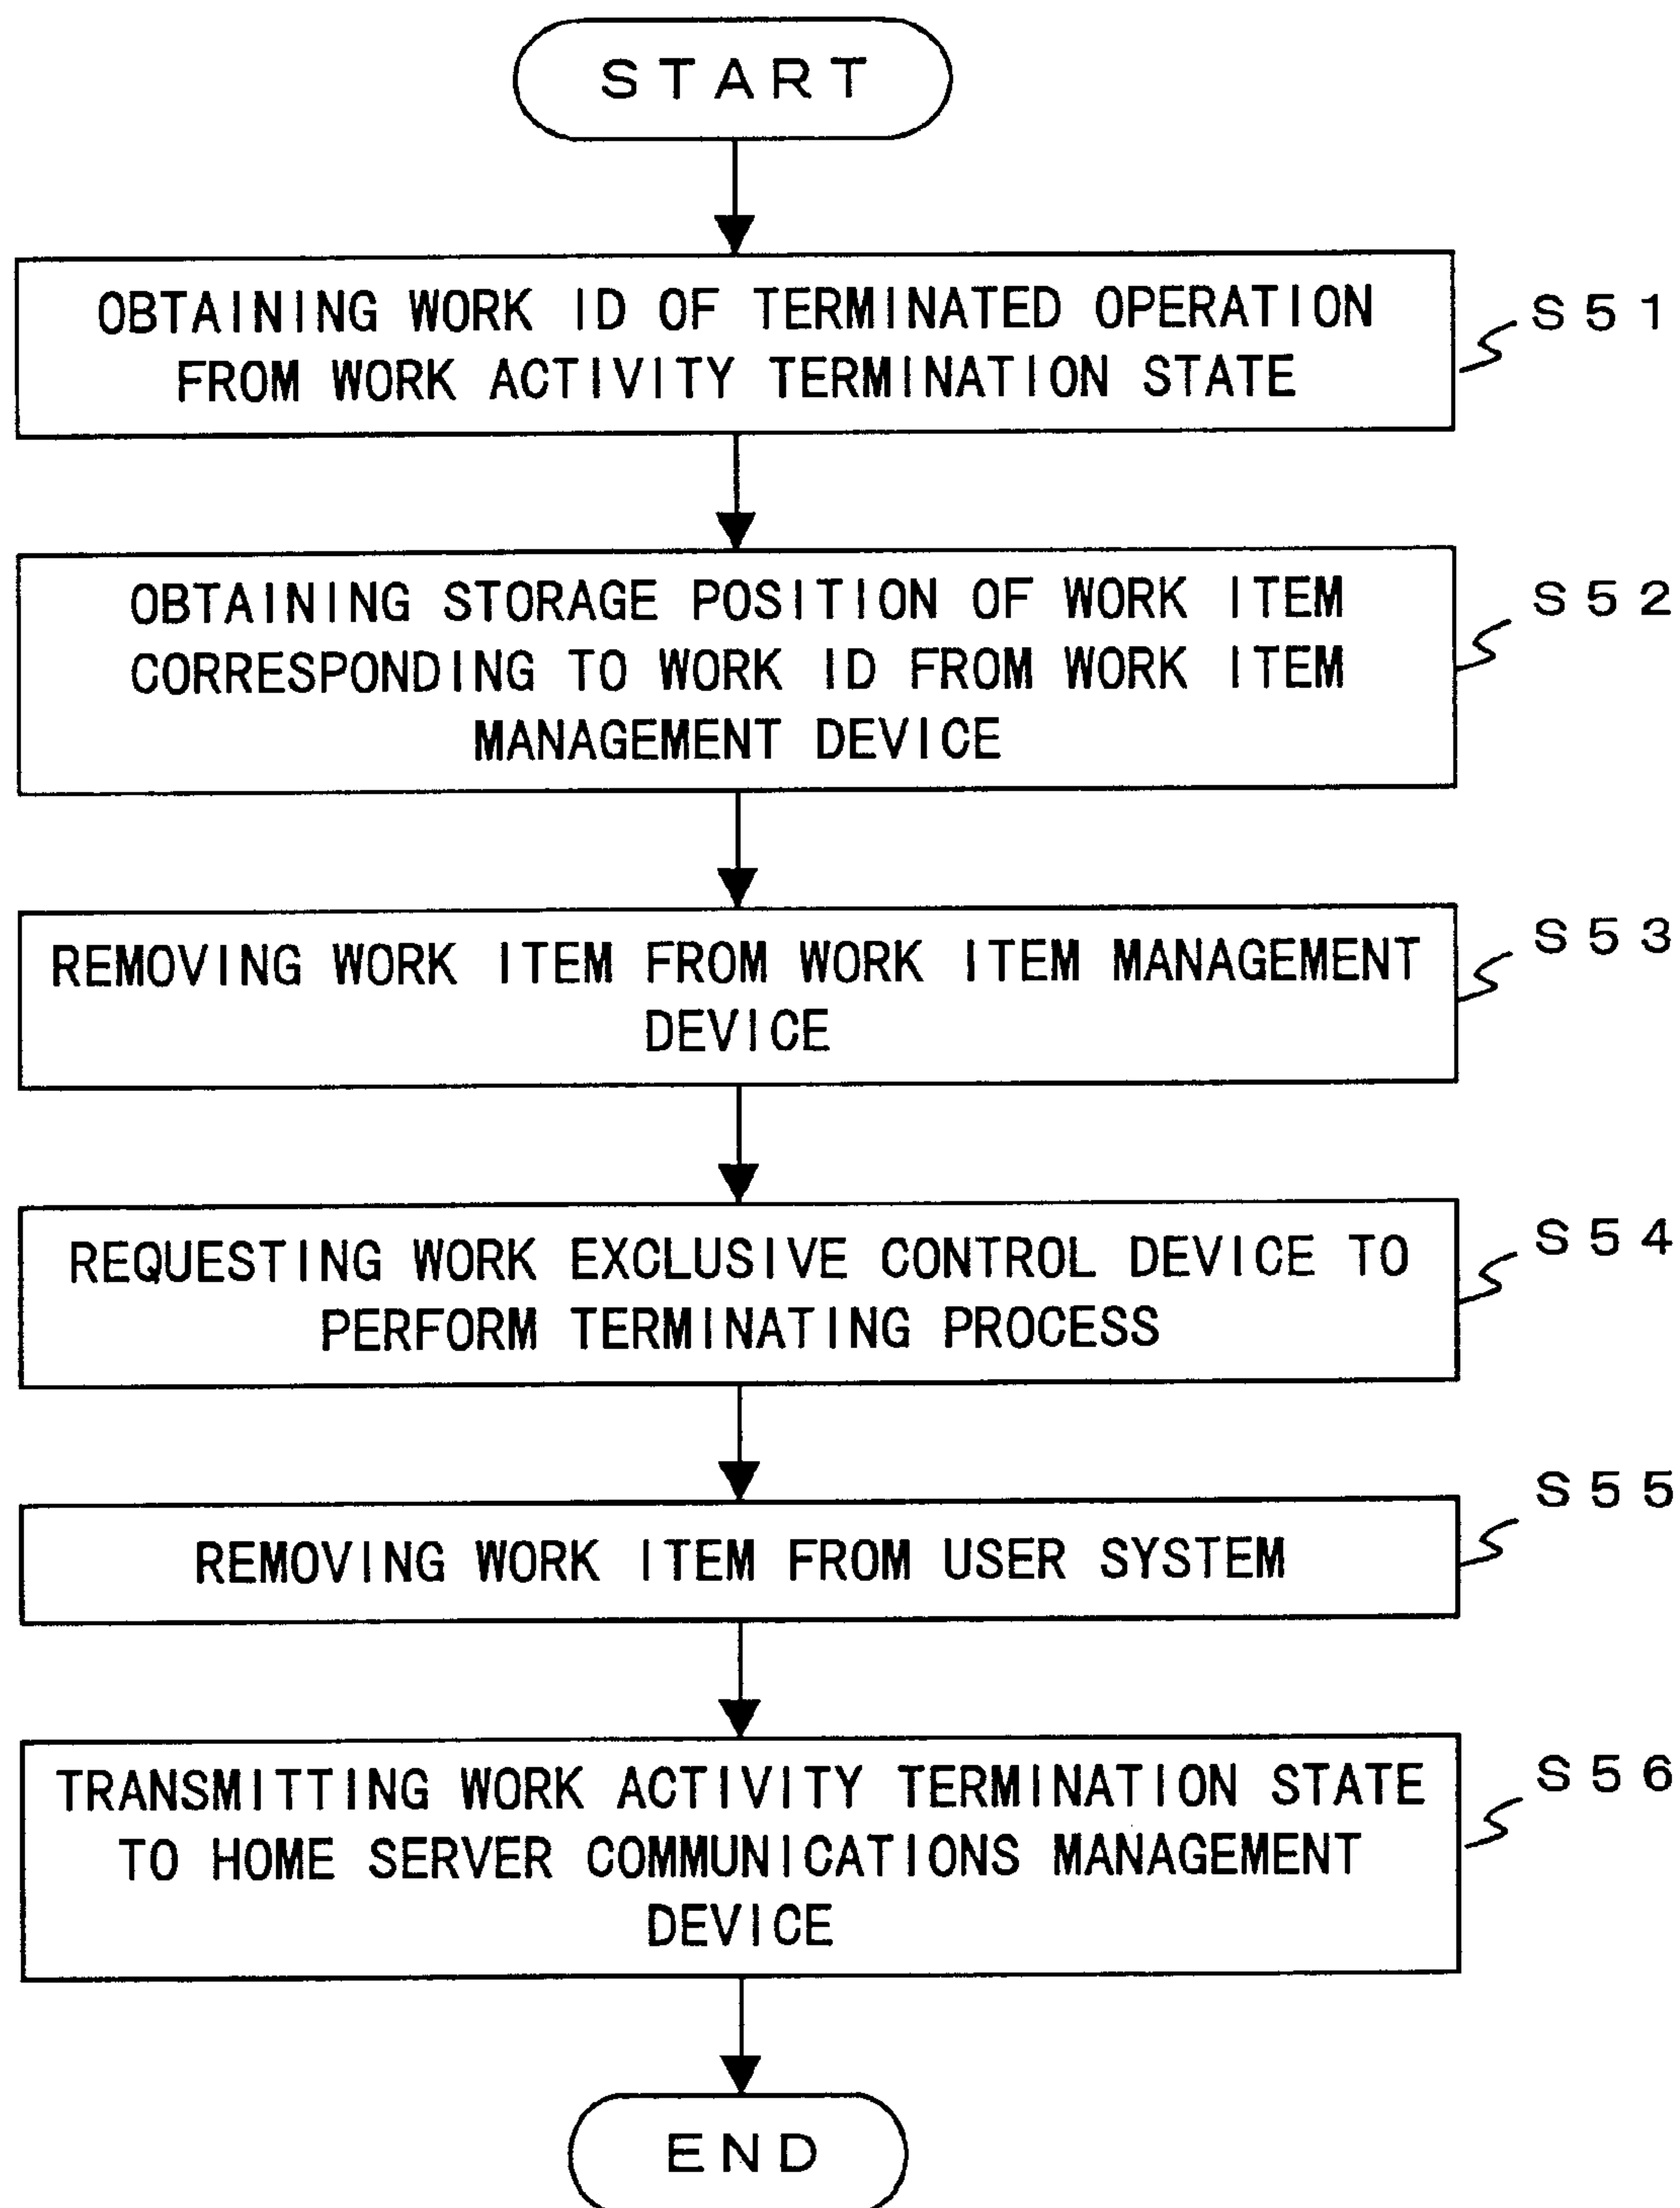 START
OBTAINING WORK ID OF TERMINATED OPERATION
FROM WORK ACTIVITY TERMINATION STATE
S51
OBTAINING STORAGE POSITION OF WORK ITEM
CORRESPONDING TO WORK ID FROM WORK ITEM
MANAGEMENT DEVICE
S52
REMOVING WORK ITEM FROM WORK ITEM MANAGEMENT
DEVICE
S53
REQUESTING WORK EXCLUSIVE CONTROL DEVICE TO
PERFORM TERMINATING PROCESS
S54
REMOVING WORK ITEM FROM USER SYSTEM
S55
TRANSMITTING WORK ACTIVITY TERMINATION STATE
TO HOME SERVER COMMUNICATIONS MANAGEMENT
DEVICE
S56
END